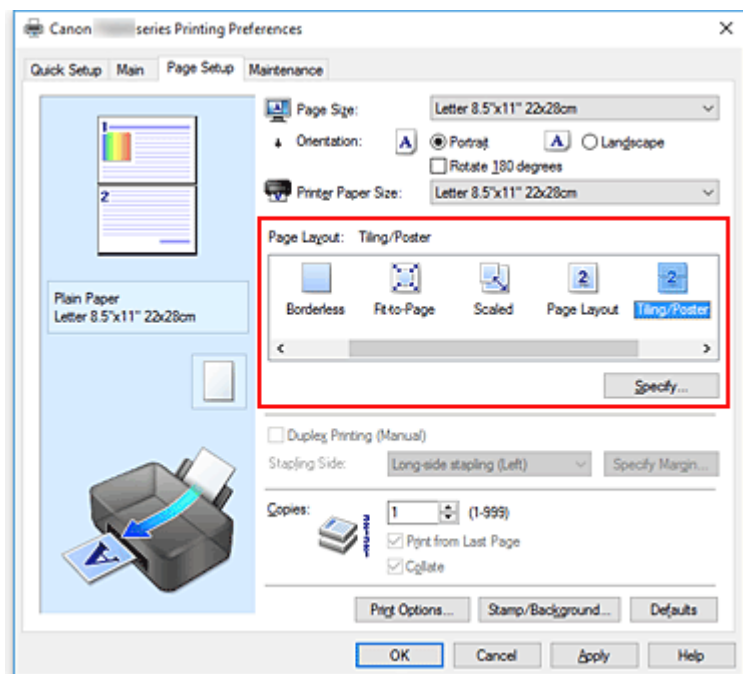 Canon series Printing Preferences
Quick Setup Main Page Setup Maintenance
1
2
Plain Paper
Letter 8.5"x11" 22x28cm
Page Size: Letter 8.5"x11" 22x28cm
Orientation: A Portrait A Landscape
Rotate 180 degrees
Printer Paper Size: Letter 8.5"x11" 22x28cm
Page Layout: Tiling/Poster
Borderless Fit-to-Page Scaled Page Layout Tiling/Poster
Specify...
Duplex Printing (Manual)
Stapling Side: Long-side stapling (Left) Specify Margin...
Copies: 1 (1-999)
Print from Last Page
Collate
Print Options... Stamp/Background... Defaults
OK Cancel Apply Help